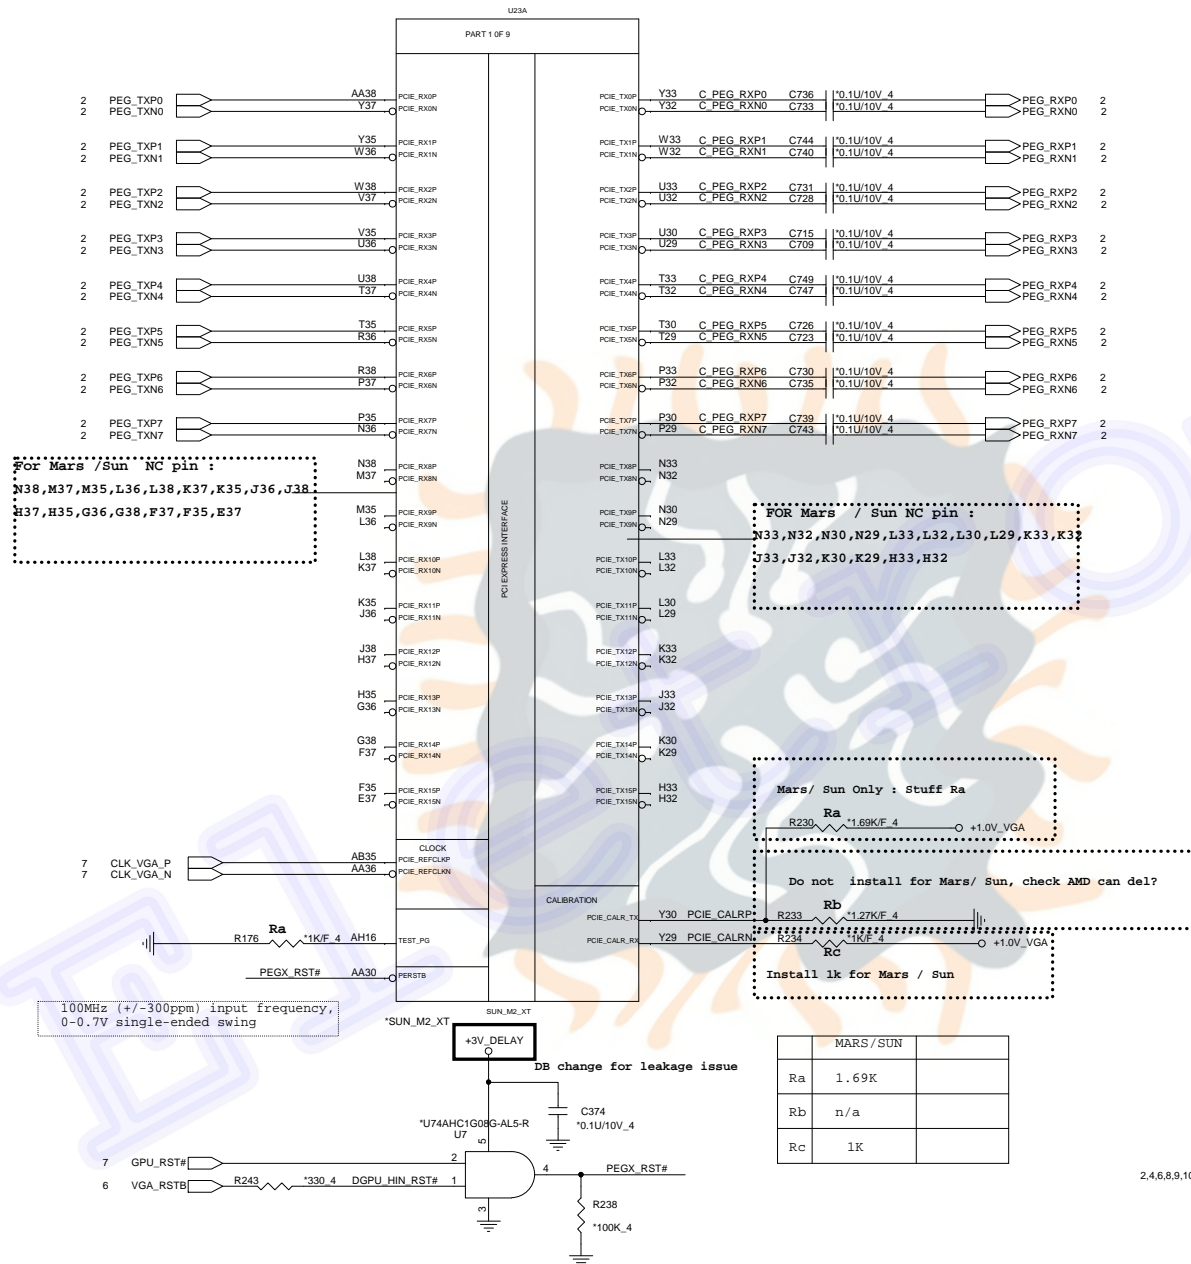 U23A
PART 1 0F 9
2 PEG_TXP0 AA38 PCIE_RX0P PCIE_TX0P Y33 C_PEG_RXP0 C736 *0.1U/10V_4 PEG_RXP0 2
2 PEG_TXN0 Y37 PCIE_RX0N PCIE_TX0N Y32 C_PEG_RXN0 C733 *0.1U/10V_4 PEG_RXN0 2
2 PEG_TXP1 Y35 PCIE_RX1P PCIE_TX1P W33 C_PEG_RXP1 C744 *0.1U/10V_4 PEG_RXP1 2
2 PEG_TXN1 W36 PCIE_RX1N PCIE_TX1N W32 C_PEG_RXN1 C740 *0.1U/10V_4 PEG_RXN1 2
2 PEG_TXP2 W38 PCIE_RX2P PCIE_TX2P U33 C_PEG_RXP2 C731 *0.1U/10V_4 PEG_RXP2 2
2 PEG_TXN2 V37 PCIE_RX2N PCIE_TX2N U32 C_PEG_RXN2 C728 *0.1U/10V_4 PEG_RXN2 2
2 PEG_TXP3 V35 PCIE_RX3P PCIE_TX3P U30 C_PEG_RXP3 C715 *0.1U/10V_4 PEG_RXP3 2
2 PEG_TXN3 U36 PCIE_RX3N PCIE_TX3N U29 C_PEG_RXN3 C709 *0.1U/10V_4 PEG_RXN3 2
2 PEG_TXP4 U38 PCIE_RX4P PCIE_TX4P T33 C_PEG_RXP4 C749 *0.1U/10V_4 PEG_RXP4 2
2 PEG_TXN4 T37 PCIE_RX4N PCIE_TX4N T32 C_PEG_RXN4 C747 *0.1U/10V_4 PEG_RXN4 2
2 PEG_TXP5 T35 PCIE_RX5P PCIE_TX5P T30 C_PEG_RXP5 C726 *0.1U/10V_4 PEG_RXP5 2
2 PEG_TXN5 R36 PCIE_RX5N PCIE_TX5N T29 C_PEG_RXN5 C723 *0.1U/10V_4 PEG_RXN5 2
2 PEG_TXP6 R38 PCIE_RX6P PCIE_TX6P P33 C_PEG_RXP6 C730 *0.1U/10V_4 PEG_RXP6 2
2 PEG_TXN6 P37 PCIE_RX6N PCIE_TX6N P32 C_PEG_RXN6 C735 *0.1U/10V_4 PEG_RXN6 2
2 PEG_TXP7 P35 PCIE_RX7P PCIE_TX7P P30 C_PEG_RXP7 C739 *0.1U/10V_4 PEG_RXP7 2
2 PEG_TXN7 N36 PCIE_RX7N PCIE_TX7N P29 C_PEG_RXN7 C743 *0.1U/10V_4 PEG_RXN7 2
For Mars /Sun NC pin :
N38,M37,M35,L36,L38,K37,K35,J36,J38
H37,H35,G36,G38,F37,F35,E37
N38 PCIE_RX8P PCIE_TX8P N33
M37 PCIE_RX8N PCIE_TX8N N32
M35 PCIE_RX9P PCIE_TX9P N30
L36 PCIE_RX9N PCIE_TX9N N29
PCI EXPRESS INTERFACE
FOR Mars / Sun NC pin :
N33,N32,N30,N29,L33,L32,L30,L29,K33,K32
J33,J32,K30,K29,H33,H32
L38 PCIE_RX10P PCIE_TX10P L33
K37 PCIE_RX10N PCIE_TX10N L32
K35 PCIE_RX11P PCIE_TX11P L30
J36 PCIE_RX11N PCIE_TX11N L29
J38 PCIE_RX12P PCIE_TX12P K33
H37 PCIE_RX12N PCIE_TX12N K32
H35 PCIE_RX13P PCIE_TX13P J33
G36 PCIE_RX13N PCIE_TX13N J32
G38 PCIE_RX14P PCIE_TX14P K30
F37 PCIE_RX14N PCIE_TX14N K29
F35 PCIE_RX15P PCIE_TX15P H33
E37 PCIE_RX15N PCIE_TX15N H32
Mars/ Sun Only : Stuff Ra
Ra
R230 *1.69K/F_4 +1.0V_VGA
CLOCK
7 CLK_VGA_P AB35 PCIE_REFCLKP
7 CLK_VGA_N AA36 PCIE_REFCLKN
Do not install for Mars/ Sun, check AMD can del?
CALIBRATION
Rb
PCIE_CALR_TX Y30 PCIE_CALRP R233 *1.27K/F_4
Ra
R176 *1K/F_4 AH16 TEST_PG
PCIE_CALR_RX Y29 PCIE_CALRN R234 *1K/F_4 +1.0V_VGA
Rc
Install 1k for Mars / Sun
PEGX_RST# AA30 PERSTB
100MHz (+/-300ppm) input frequency,
0-0.7V single-ended swing
SUN_M2_XT
*SUN_M2_XT
+3V_DELAY
DB change for leakage issue
MARS/SUN
Ra 1.69K
Rb n/a
Rc 1K
C374
*0.1U/10V_4
*U74AHC1G08G-AL5-R
U7
5
7 GPU_RST# 2
4 PEGX_RST#
6 VGA_RSTB R243 *330_4 DGPU_HIN_RST# 1
3
R238
*100K_4
2,4,6,8,9,10